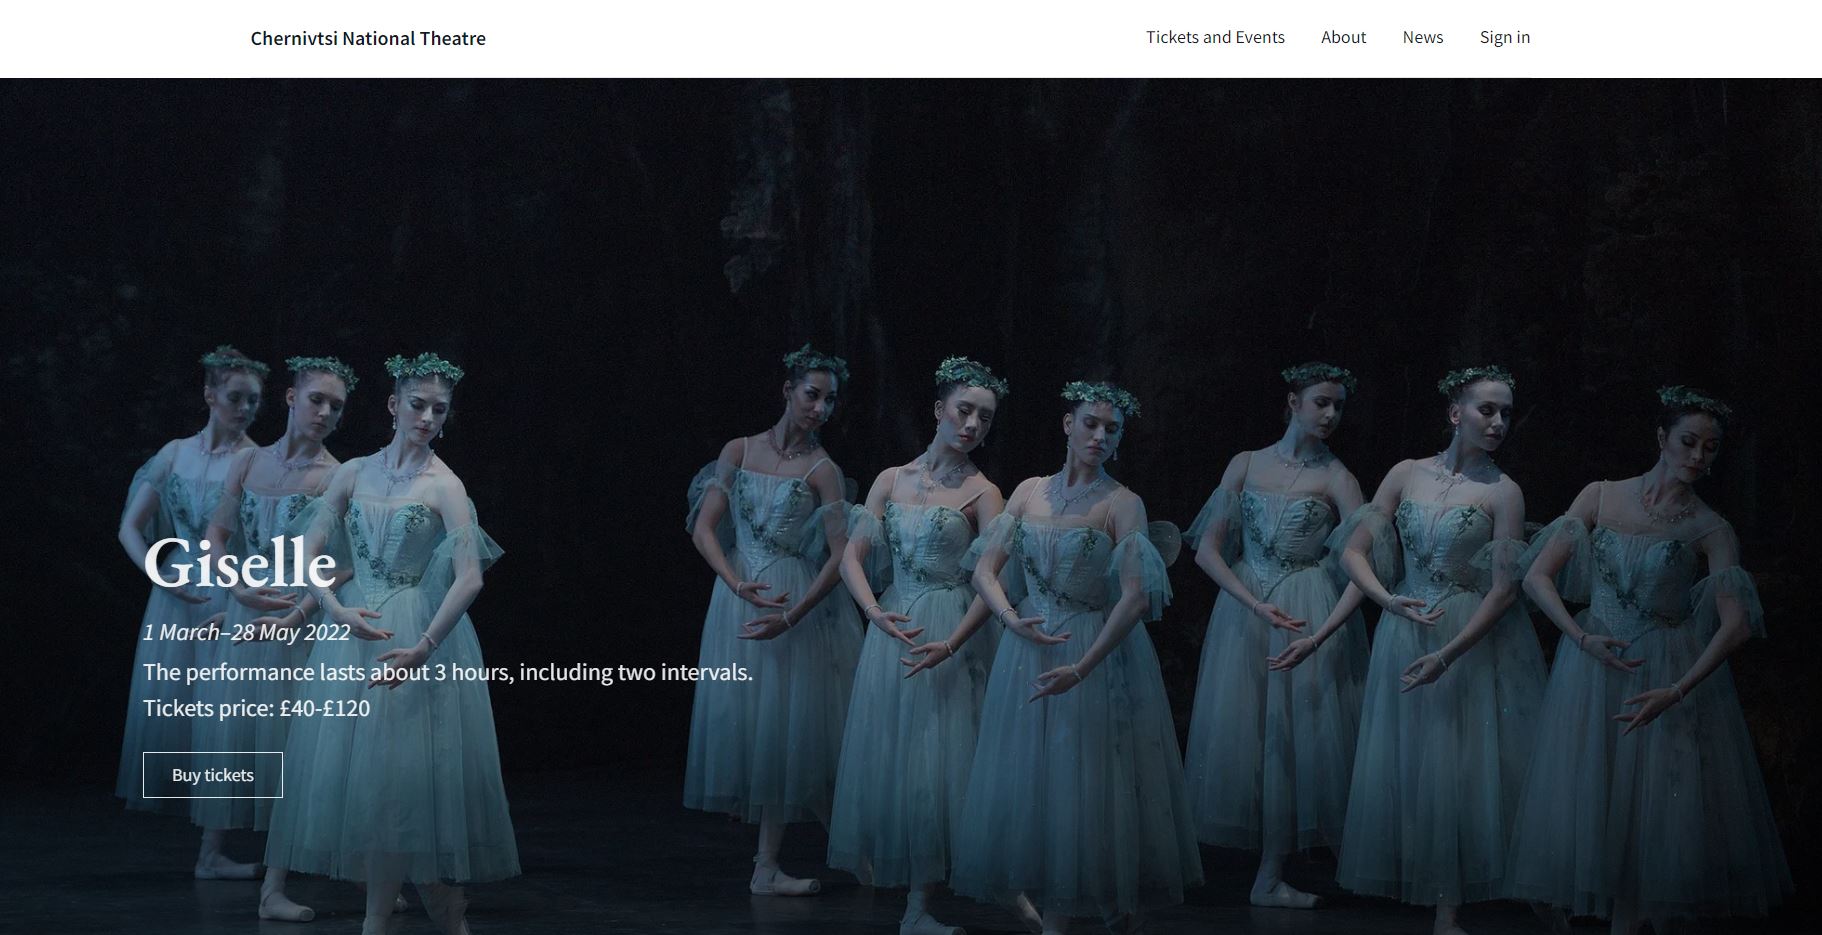 Chernivtsi National Theatre
Tickets and Events
About
News
Sign in
Giselle
1 March–28 May 2022
The performance lasts about 3 hours, including two intervals.
Tickets price: £40-£120
Buy tickets